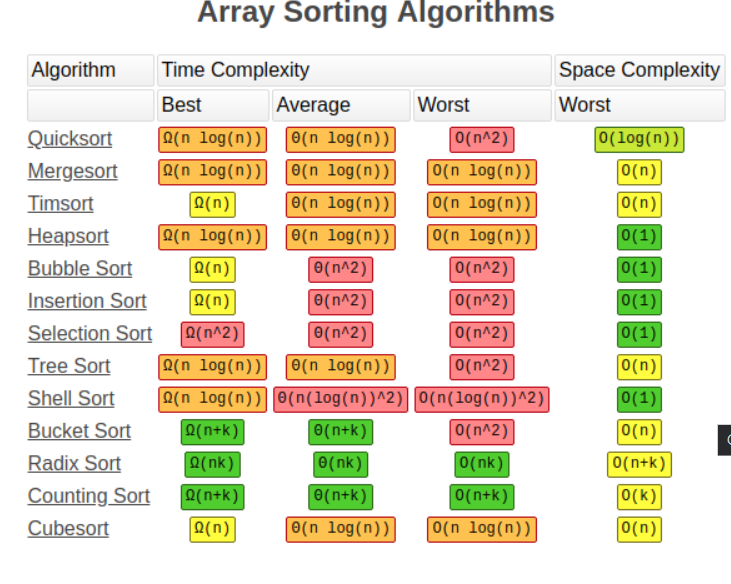 Array Sorting Algorithms
Algorithm Time Complexity Space Complexity
Best Average Worst Worst
Quicksort Ω(n log(n)) θ(n log(n)) O(n^2) O(log(n))
Mergesort Ω(n log(n)) θ(n log(n)) O(n log(n)) O(n)
Timsort Ω(n) θ(n log(n)) O(n log(n)) O(n)
Heapsort Ω(n log(n)) θ(n log(n)) O(n log(n)) O(1)
Bubble Sort Ω(n) θ(n^2) O(n^2) O(1)
Insertion Sort Ω(n) θ(n^2) O(n^2) O(1)
Selection Sort Ω(n^2) θ(n^2) O(n^2) O(1)
Tree Sort Ω(n log(n)) θ(n log(n)) O(n^2) O(n)
Shell Sort Ω(n log(n)) θ(n(log(n))^2) O(n(log(n))^2) O(1)
Bucket Sort Ω(n+k) θ(n+k) O(n^2) O(n)
Radix Sort Ω(nk) θ(nk) O(nk) O(n+k)
Counting Sort Ω(n+k) θ(n+k) O(n+k) O(k)
Cubesort Ω(n) θ(n log(n)) O(n log(n)) O(n)